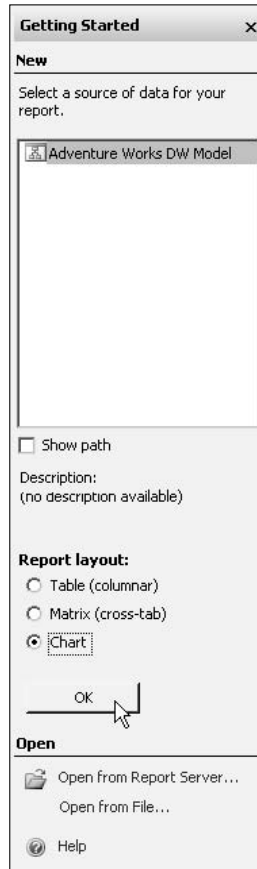 Getting Started
New
Select a source of data for your
report.
Adventure Works DW Model
Show path
Description:
(no description available)
Report layout:
Table (columnar)
Matrix (cross-tab)
Chart
OK
Open
Open from Report Server...
Open from File...
Help